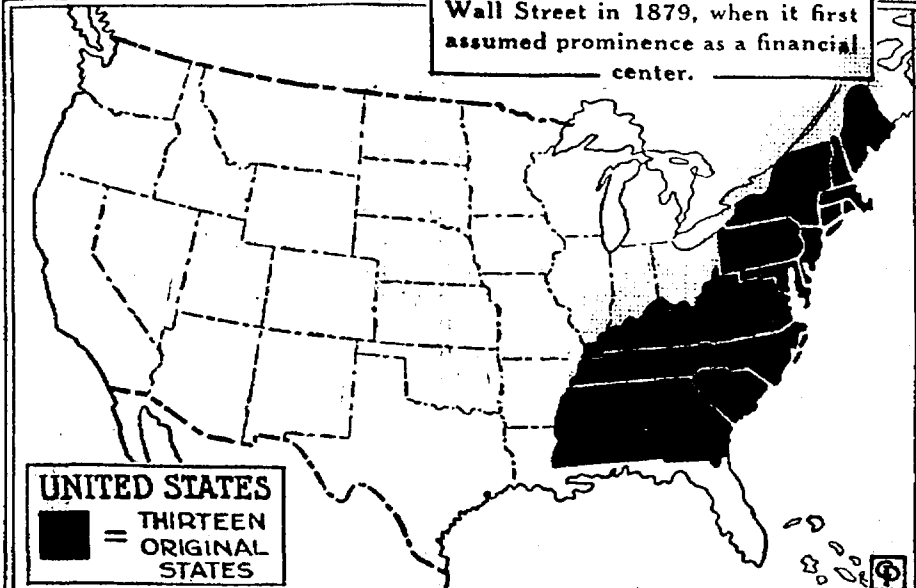 Wall Street in 1879, when it first
assumed prominence as a financial
center.
UNITED STATES
= THIRTEEN
ORIGINAL
STATES